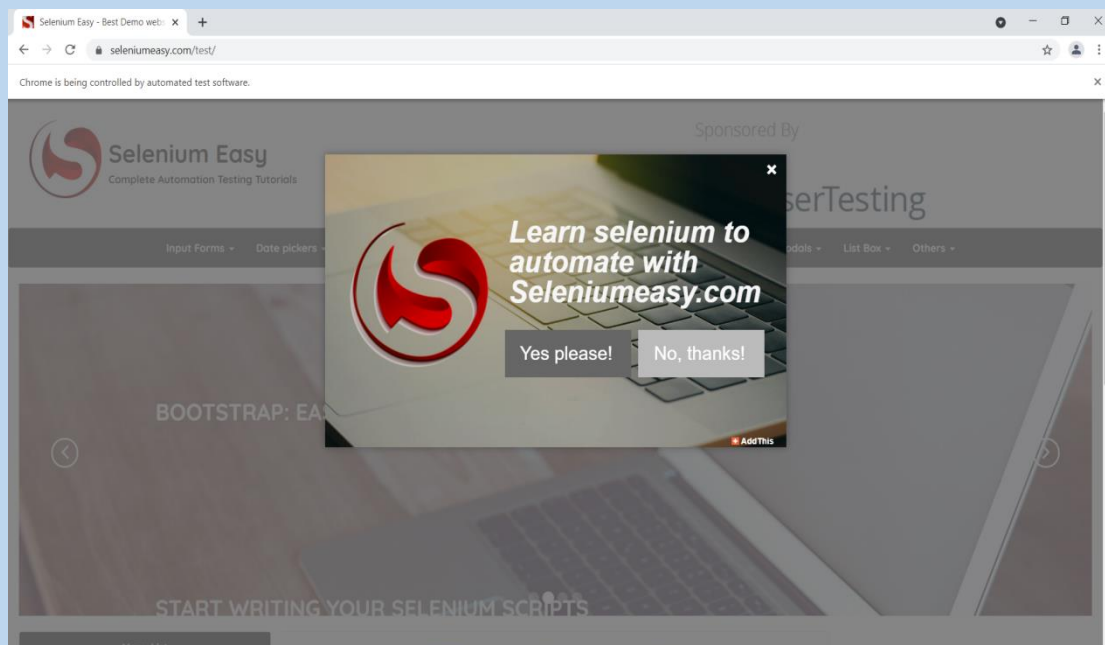 Selenium Easy - Best Demo webs
seleniumeasy.com/test/
Chrome is being controlled by automated test software.
Selenium Easy
Complete Automation Testing Tutorials
Sponsored By
serTesting
Input Forms
Date pickers
odals
List Box
Others
Learn selenium to
automate with
Seleniumeasy.com
Yes please!
No, thanks!
AddThis
BOOTSTRAP: EA
START WRITING YOUR SELENIUM SCRIPTS